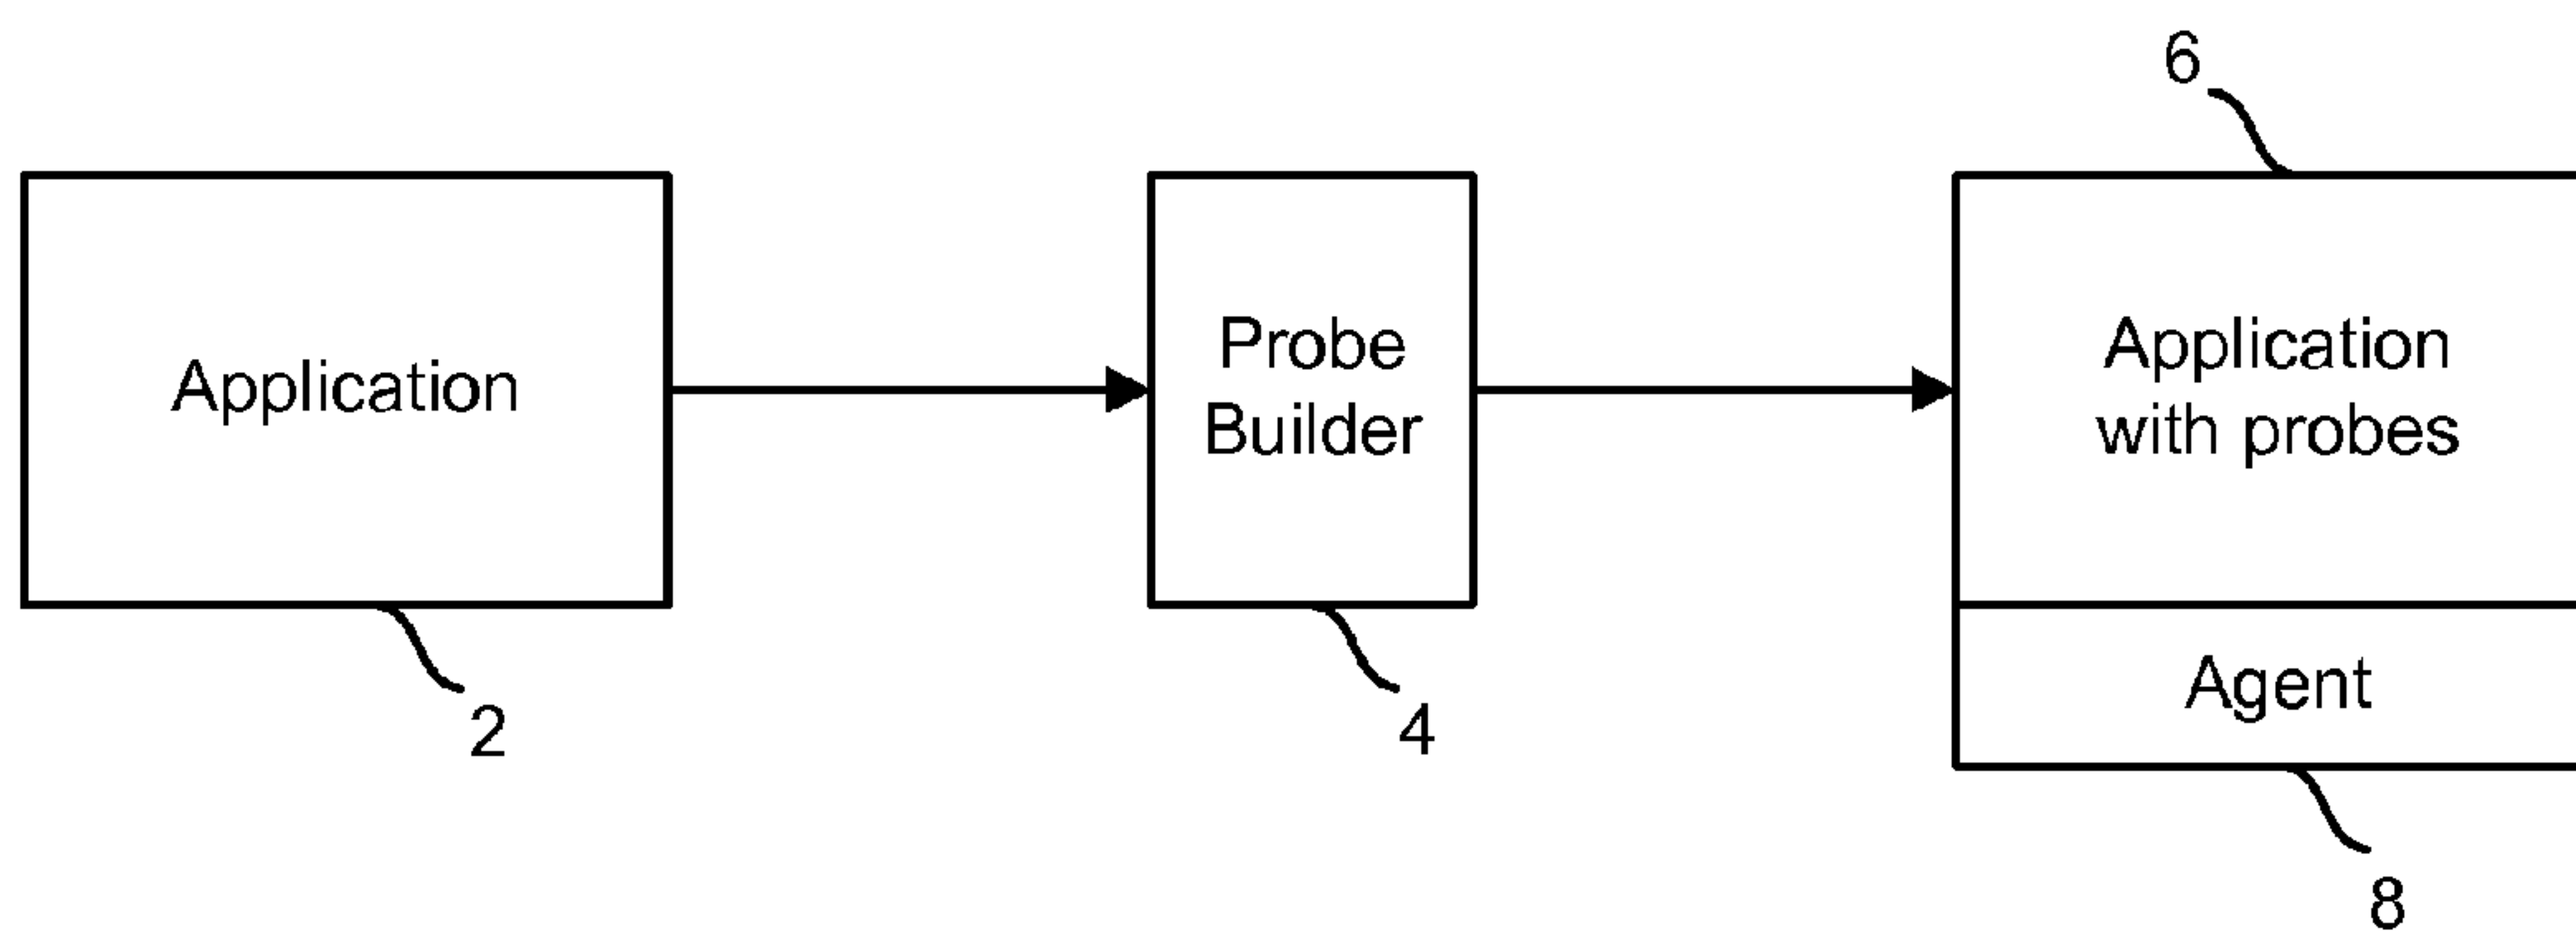 6
Application
Probe
Builder
Application
with probes
Agent
2
4
8